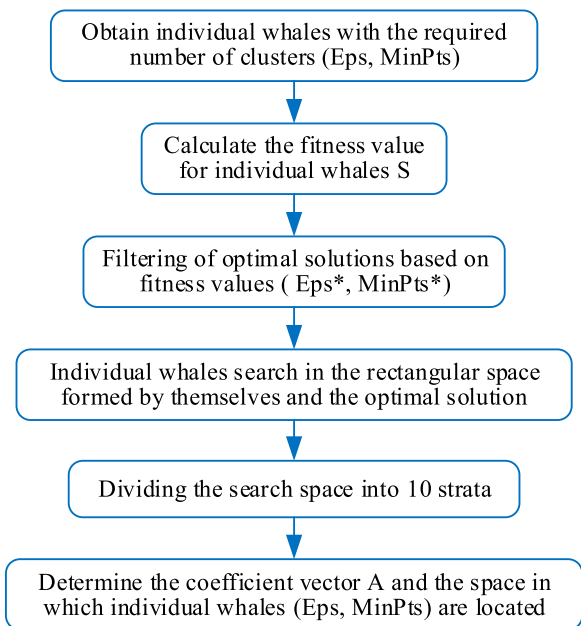 Obtain individual whales with the required
number of clusters (Eps, MinPts)
Calculate the fitness value
for individual whales S
Filtering of optimal solutions based on
fitness values ( Eps*, MinPts*)
Individual whales search in the rectangular space
formed by themselves and the optimal solution
Dividing the search space into 10 strata
Determine the coefficient vector A and the space in
which individual whales (Eps, MinPts) are located